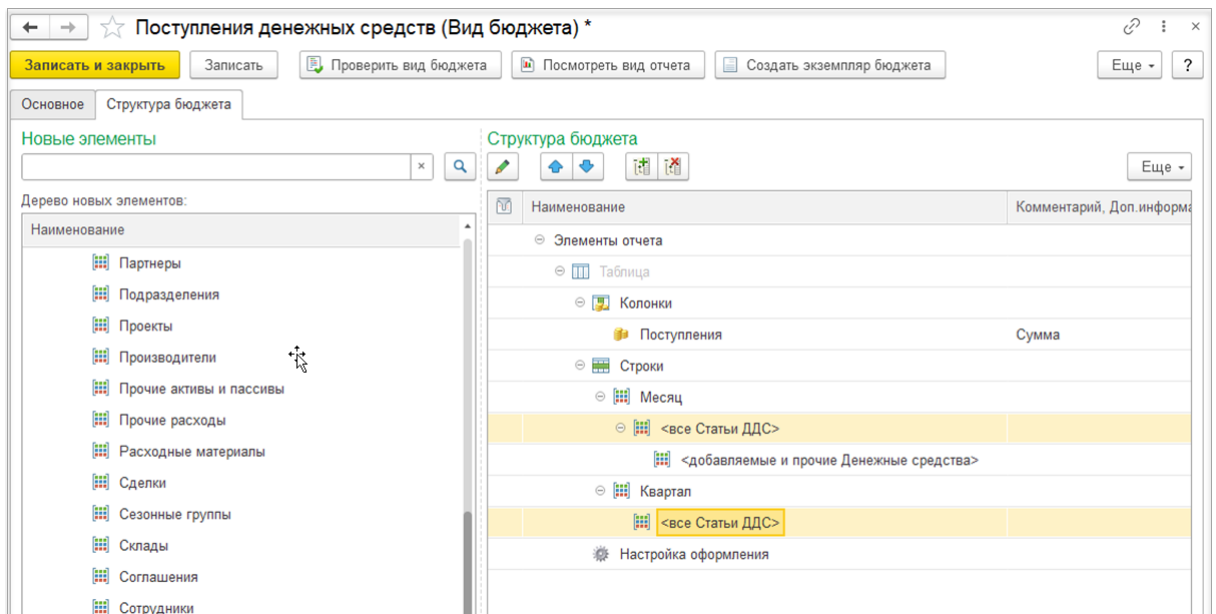 Поступления денежных средств (Вид бюджета) *
Записать и закрыть
Записать
Проверить вид бюджета
Посмотреть вид отчета
Создать экземпляр бюджета
Еще
?
Основное
Структура бюджета
Новые элементы
Дерево новых элементов:
Наименование
Партнеры
Подразделения
Проекты
Производители
Прочие активы и пассивы
Прочие расходы
Расходные материалы
Сделки
Сезонные группы
Склады
Соглашения
Сотрудники
Структура бюджета
Еще
Наименование
Комментарий, Доп.информа
Элементы отчета
Таблица
Колонки
Поступления
Сумма
Строки
Месяц
<все Статьи ДДС>
<добавляемые и прочие Денежные средства>
Квартал
<все Статьи ДДС>
Настройка оформления